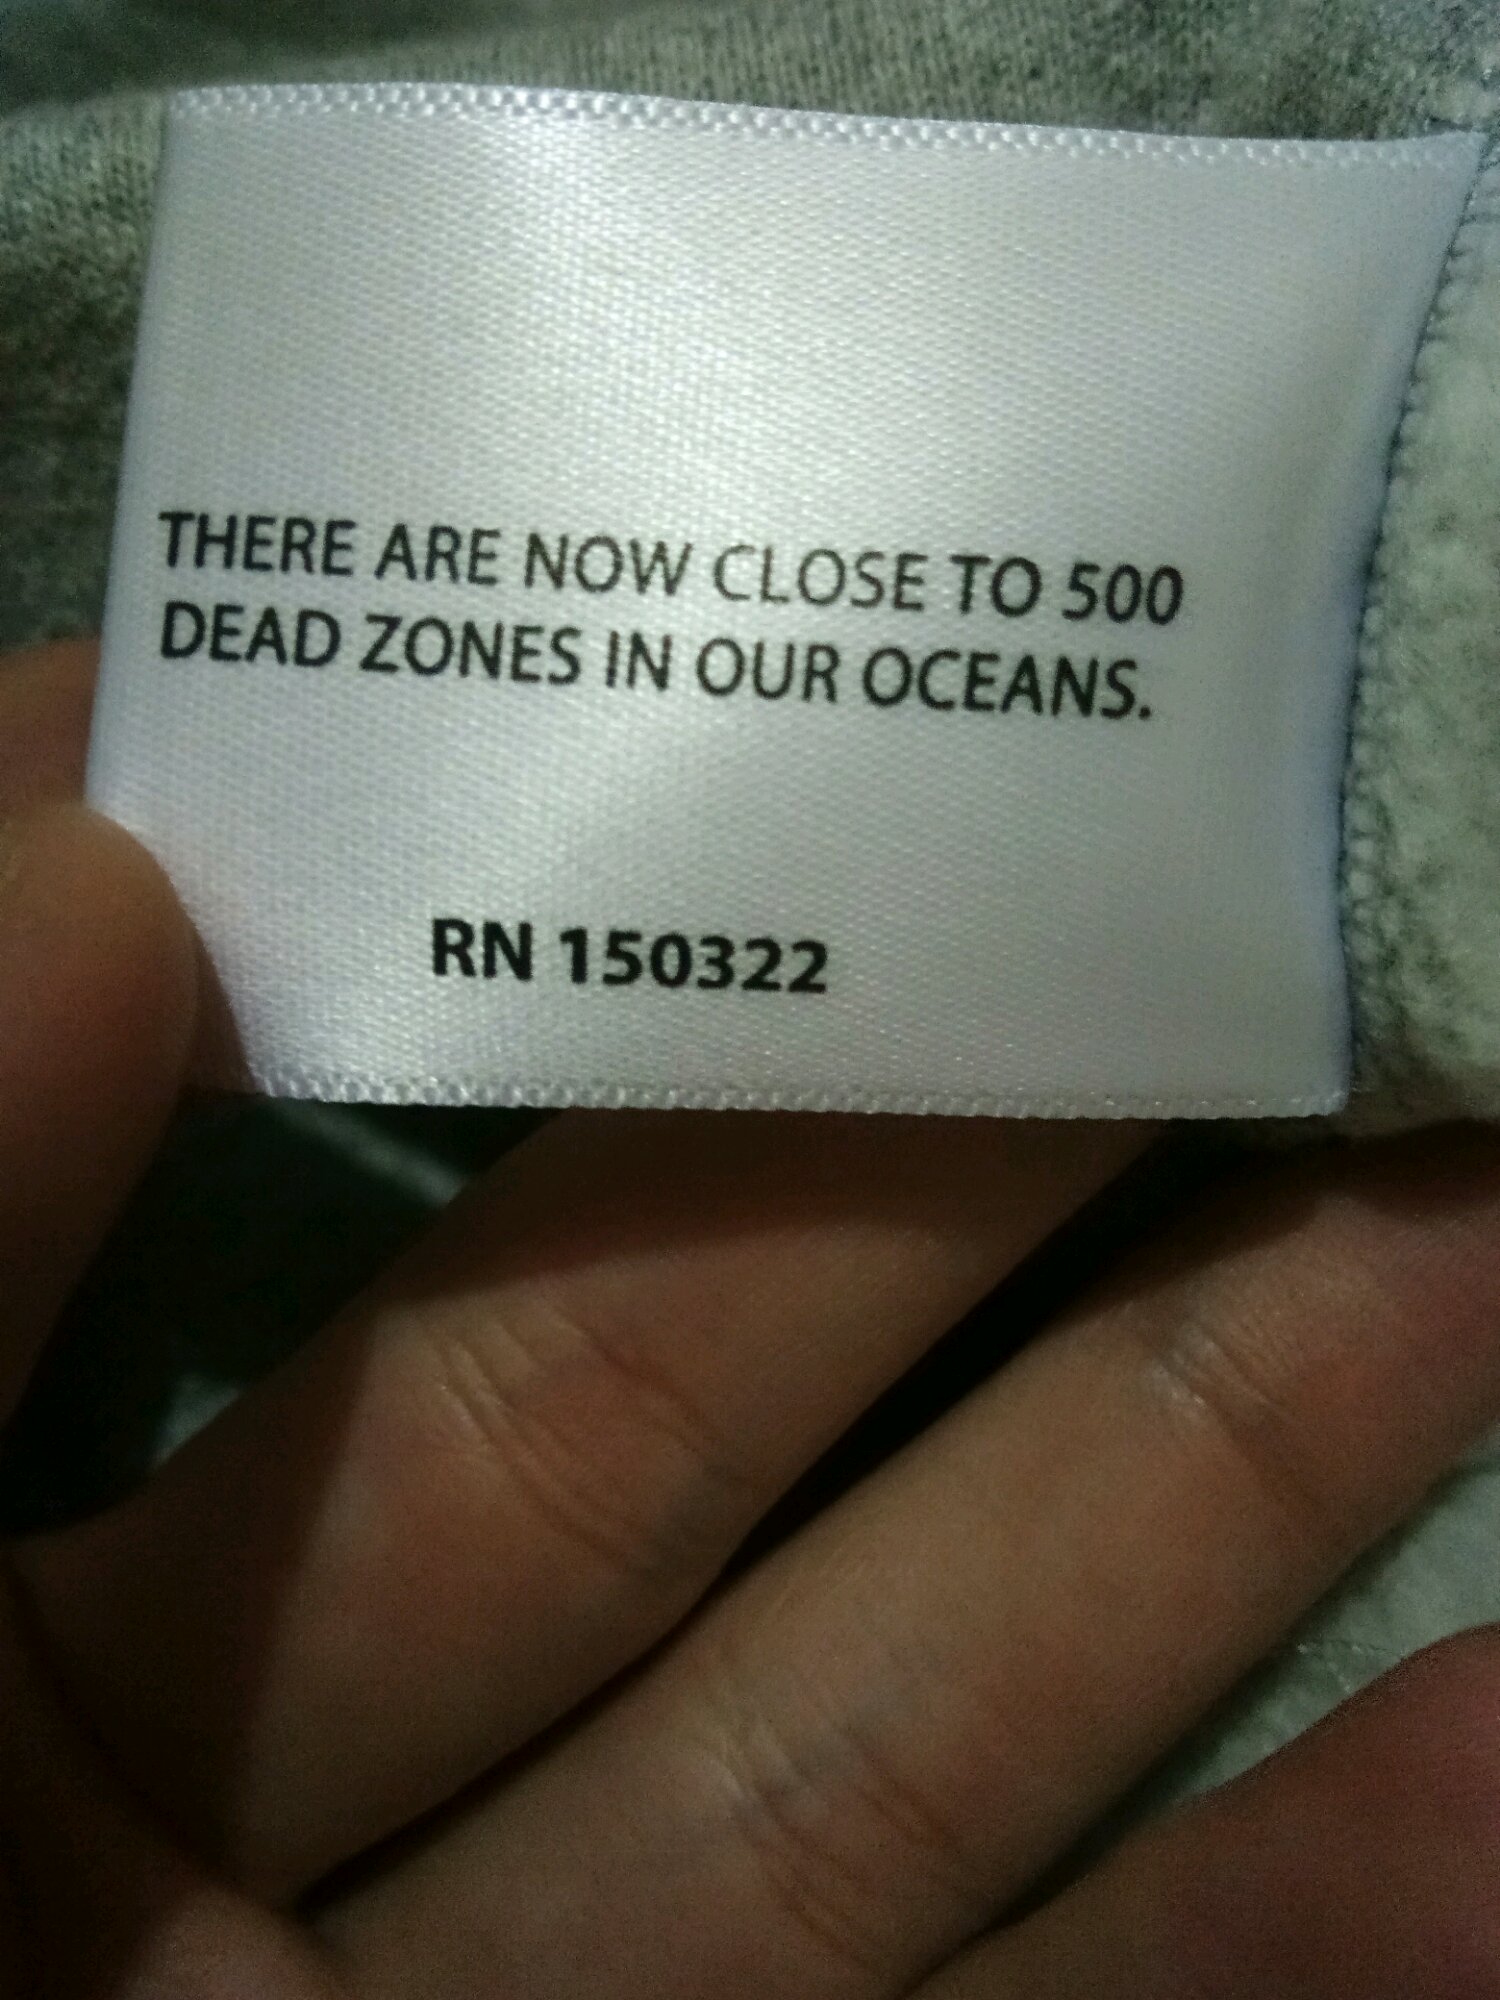 THERE ARE NOW CLOSE TO 500
DEAD ZONES IN OUR OCEANS.
RN 150322